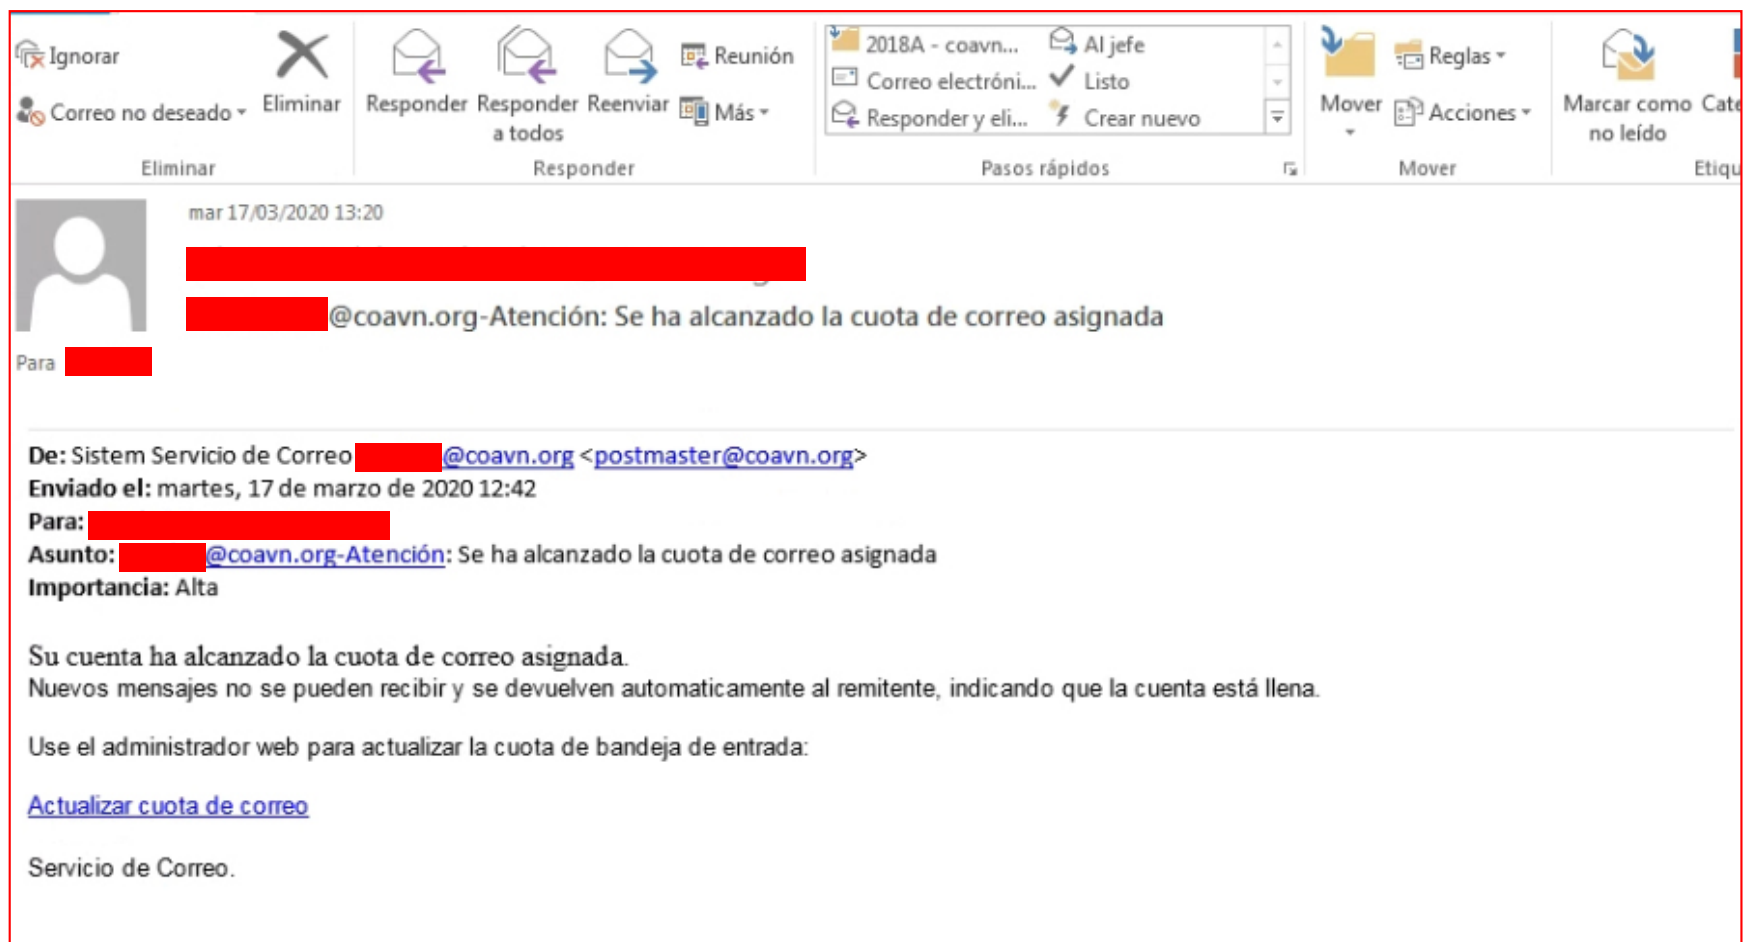 Ignorar
Correo no deseado
Eliminar
Eliminar
Responder
Responder a todos
Reenviar
Reunión
Más
Responder
2018A - coavn...
Correo electróni...
Responder y eli...
Al jefe
Listo
Crear nuevo
Pasos rápidos
Mover
Reglas
Acciones
Mover
Marcar como no leído
Cate
Etiqu
mar 17/03/2020 13:20
@coavn.org-Atención: Se ha alcanzado la cuota de correo asignada
Para
De: Sistem Servicio de Correo @coavn.org <postmaster@coavn.org>
Enviado el: martes, 17 de marzo de 2020 12:42
Para:
Asunto: @coavn.org-Atención: Se ha alcanzado la cuota de correo asignada
Importancia: Alta
Su cuenta ha alcanzado la cuota de correo asignada.
Nuevos mensajes no se pueden recibir y se devuelven automaticamente al remitente, indicando que la cuenta está llena.
Use el administrador web para actualizar la cuota de bandeja de entrada:
Actualizar cuota de correo
Servicio de Correo.